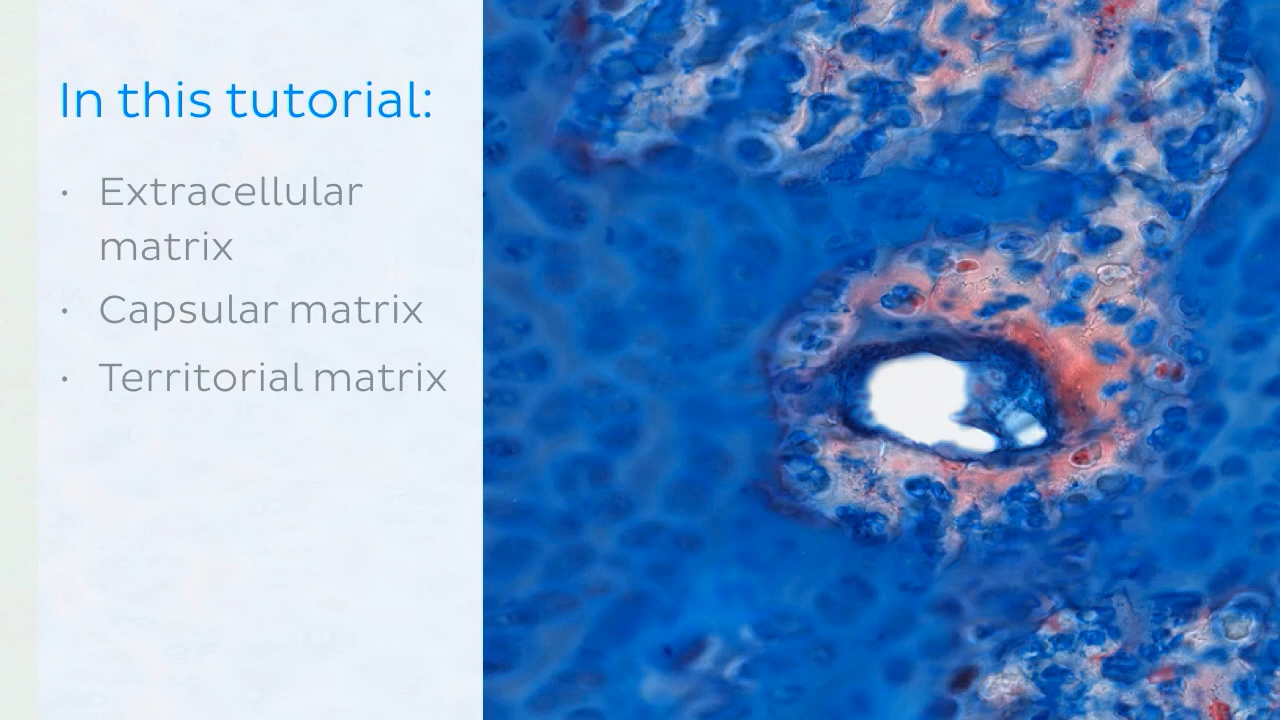 In this tutorial:
• Extracellular
matrix
• Capsular matrix
• Territorial matrix